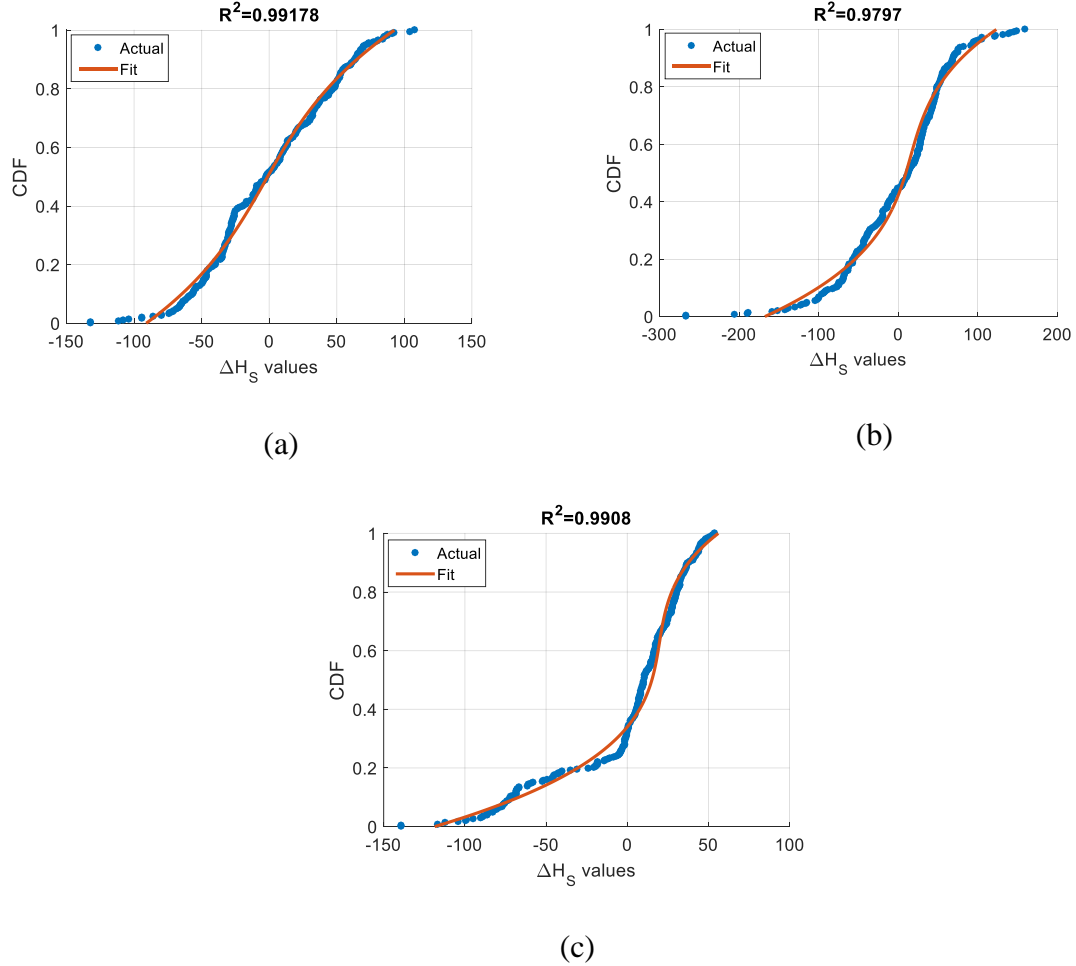 R²=0.99178
Actual
Fit
CDF
1
0.8
0.6
0.4
0.2
0
-150 -100 -50 0 50 100 150
ΔH_S values
(a)
R²=0.9797
Actual
Fit
CDF
1
0.8
0.6
0.4
0.2
0
-300 -200 -100 0 100 200
ΔH_S values
(b)
R²=0.9908
Actual
Fit
CDF
1
0.8
0.6
0.4
0.2
0
-150 -100 -50 0 50 100
ΔH_S values
(c)